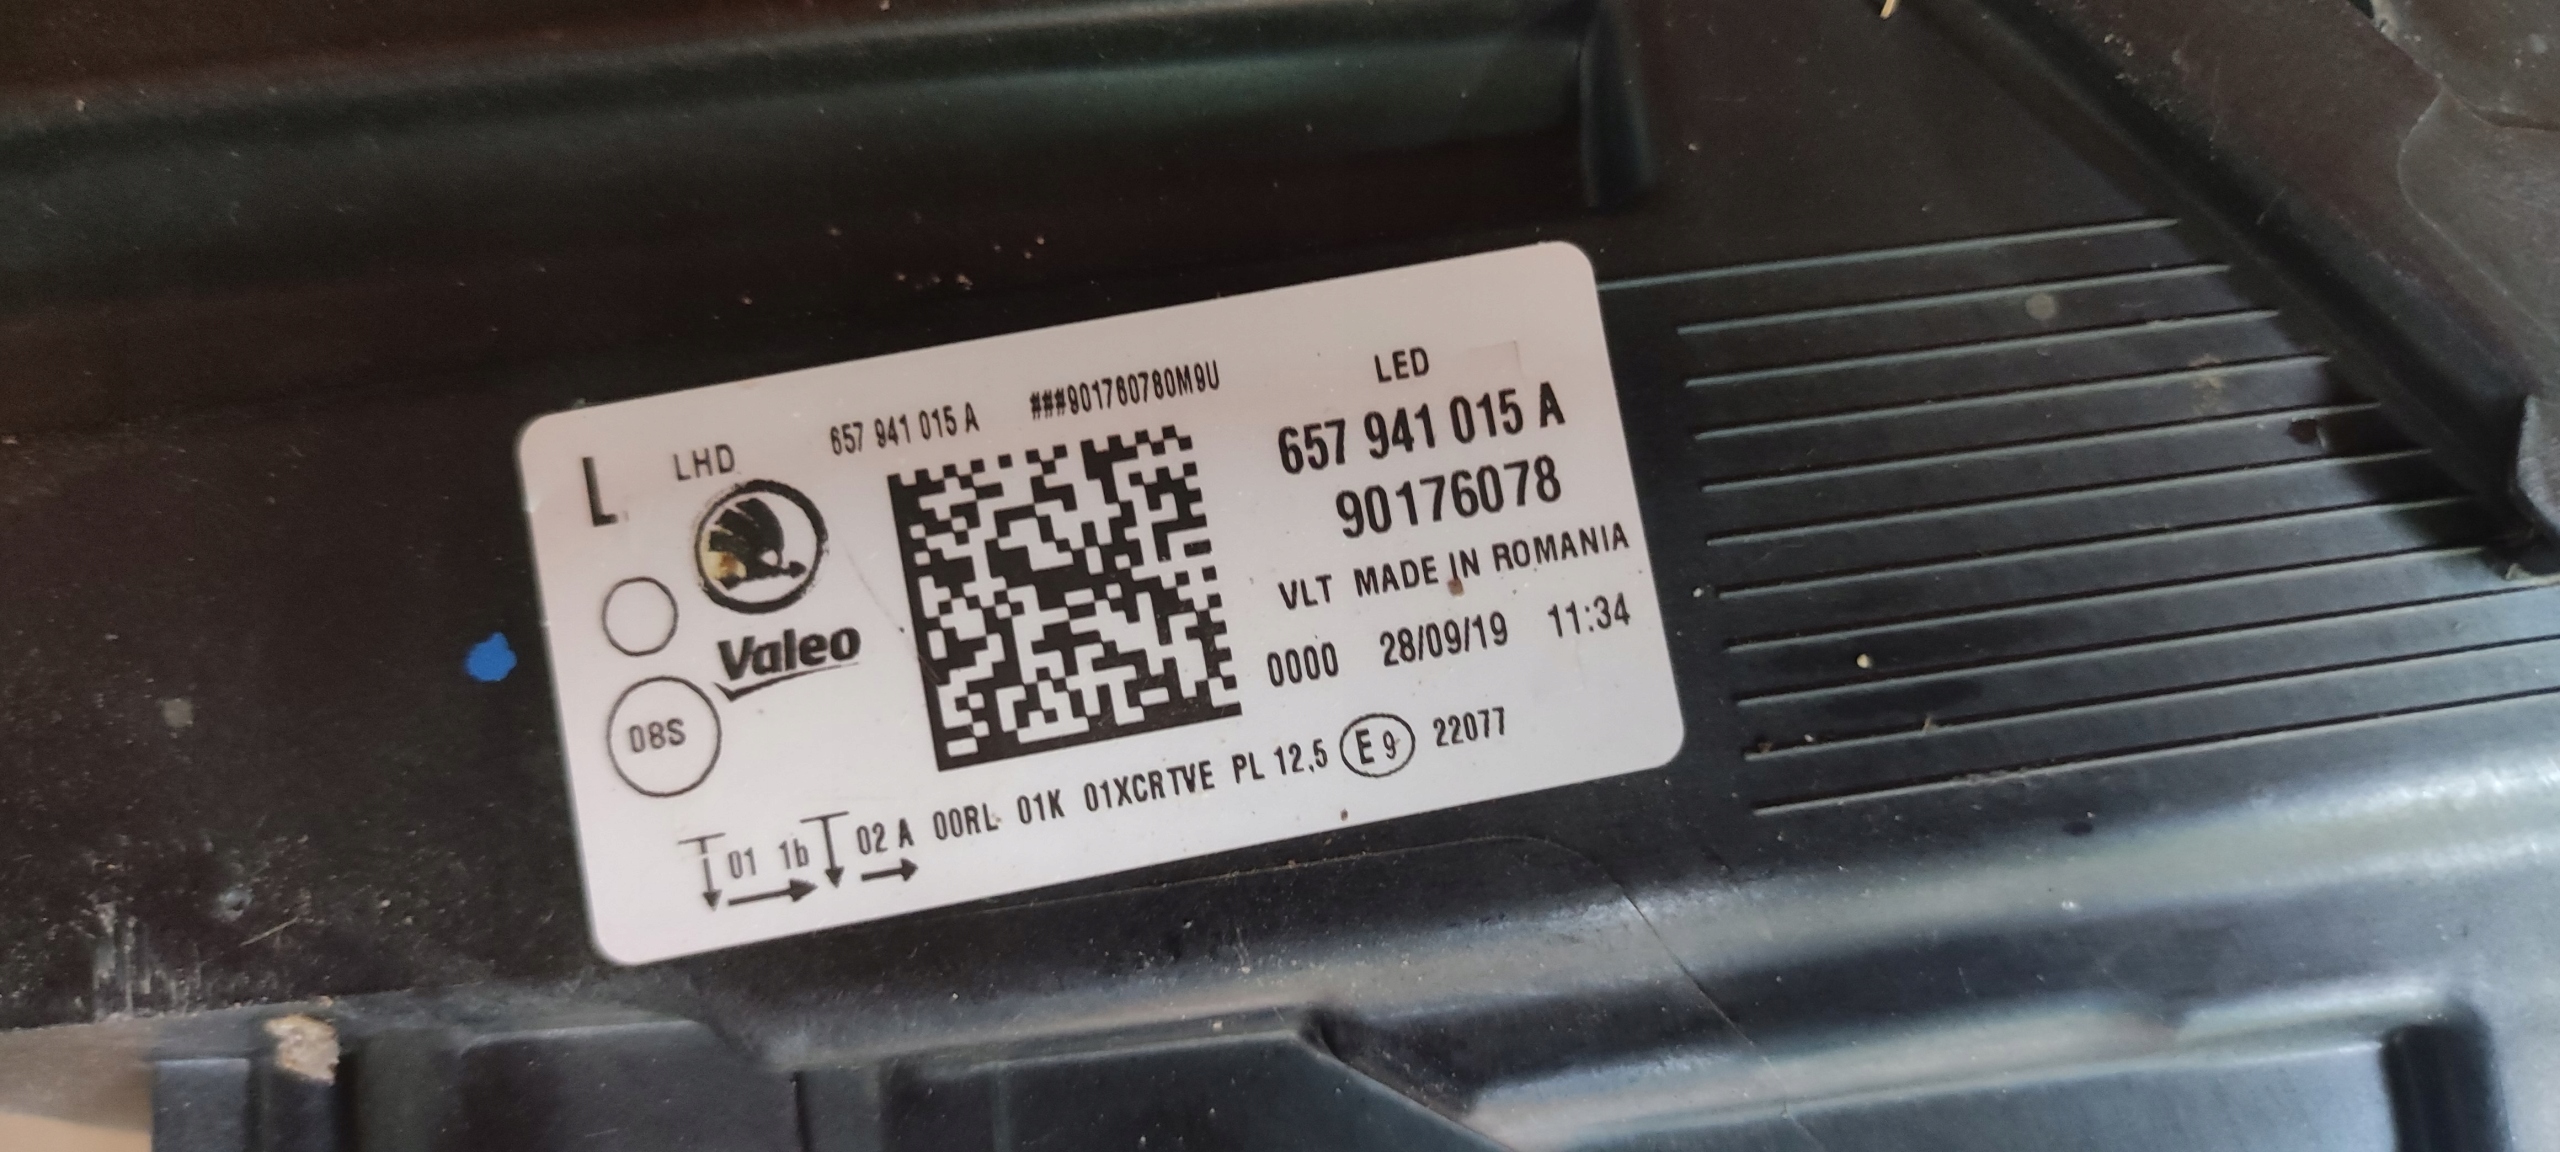 LED
657 941 015 A ###901760780M9U
L LHD
657 941 015 A
90176078
Valeo
VLT MADE IN ROMANIA
0000 28/09/19 11:34
08S
01 1b 02 A 00RL 01K 01XCRTVE PL 12,5 E 9 22077